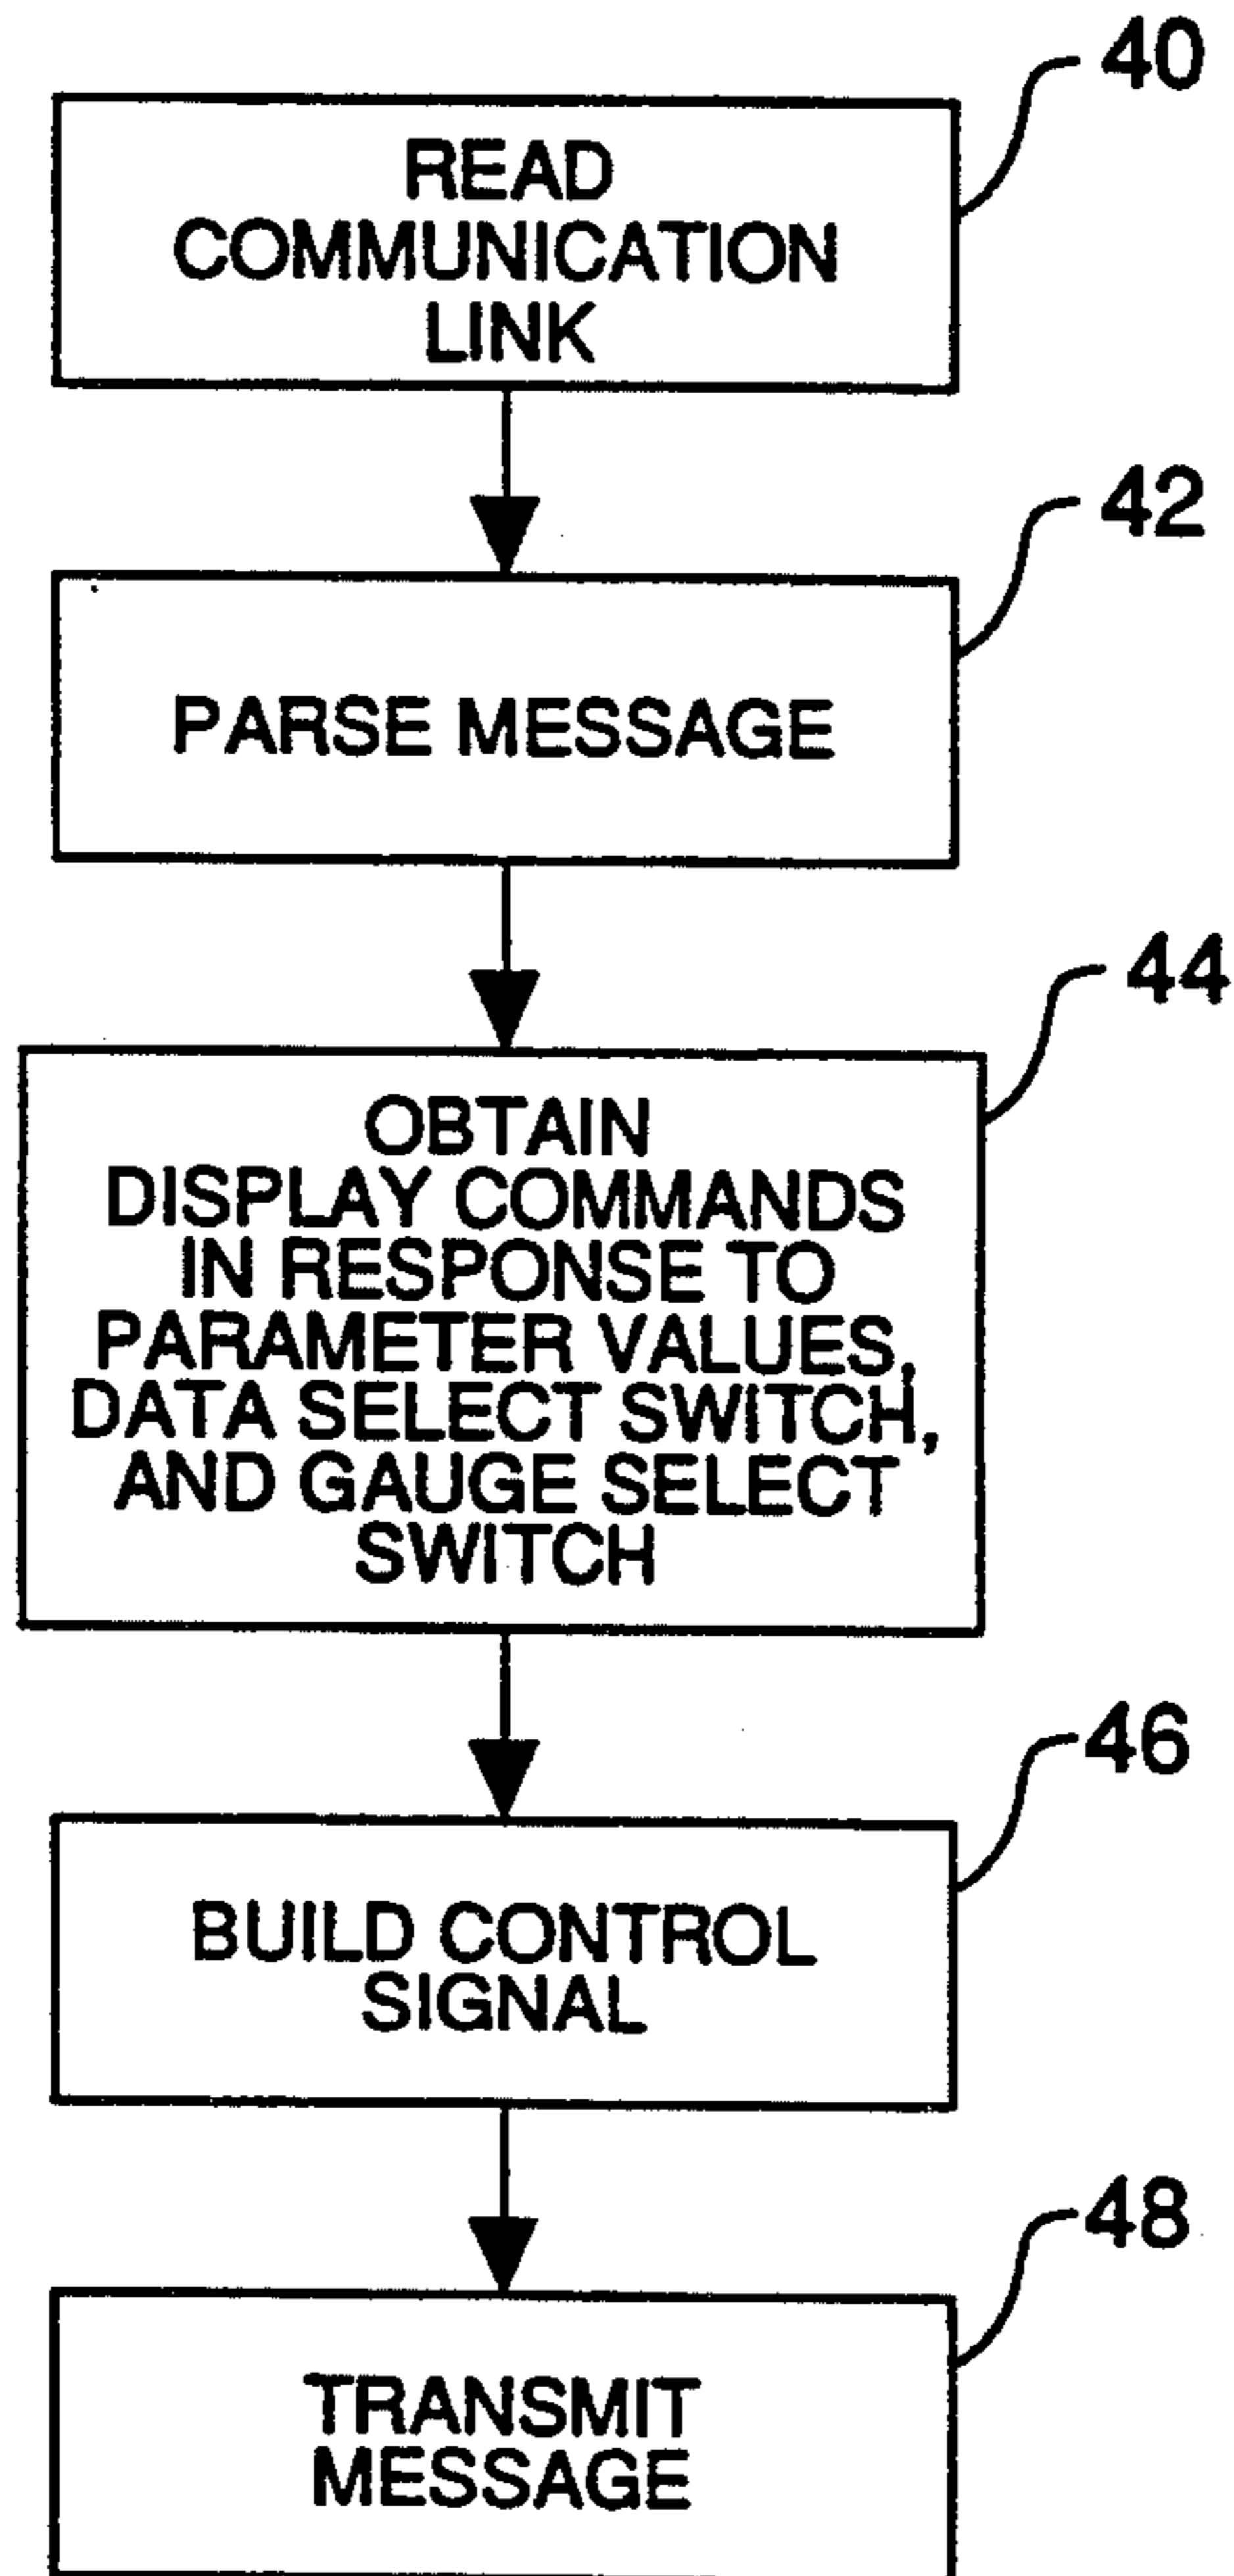 40
READ
COMMUNICATION
LINK
42
PARSE MESSAGE
44
OBTAIN
DISPLAY COMMANDS
IN RESPONSE TO
PARAMETER VALUES,
DATA SELECT SWITCH,
AND GAUGE SELECT
SWITCH
46
BUILD CONTROL
SIGNAL
48
TRANSMIT
MESSAGE